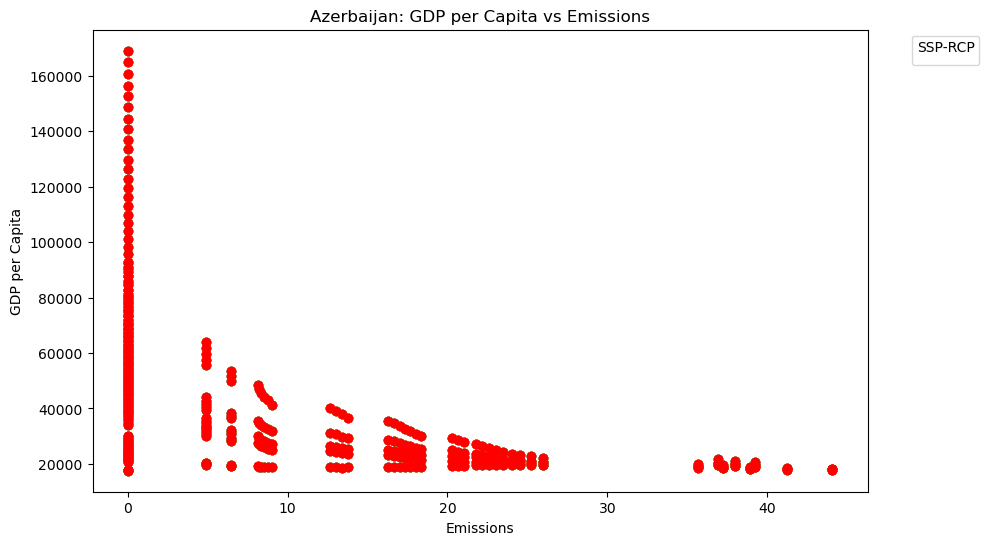 Azerbaijan: GDP per Capita vs Emissions
SSP-RCP
160000
140000
120000
100000
80000
60000
40000
20000
GDP per Capita
0 10 20 30 40
Emissions